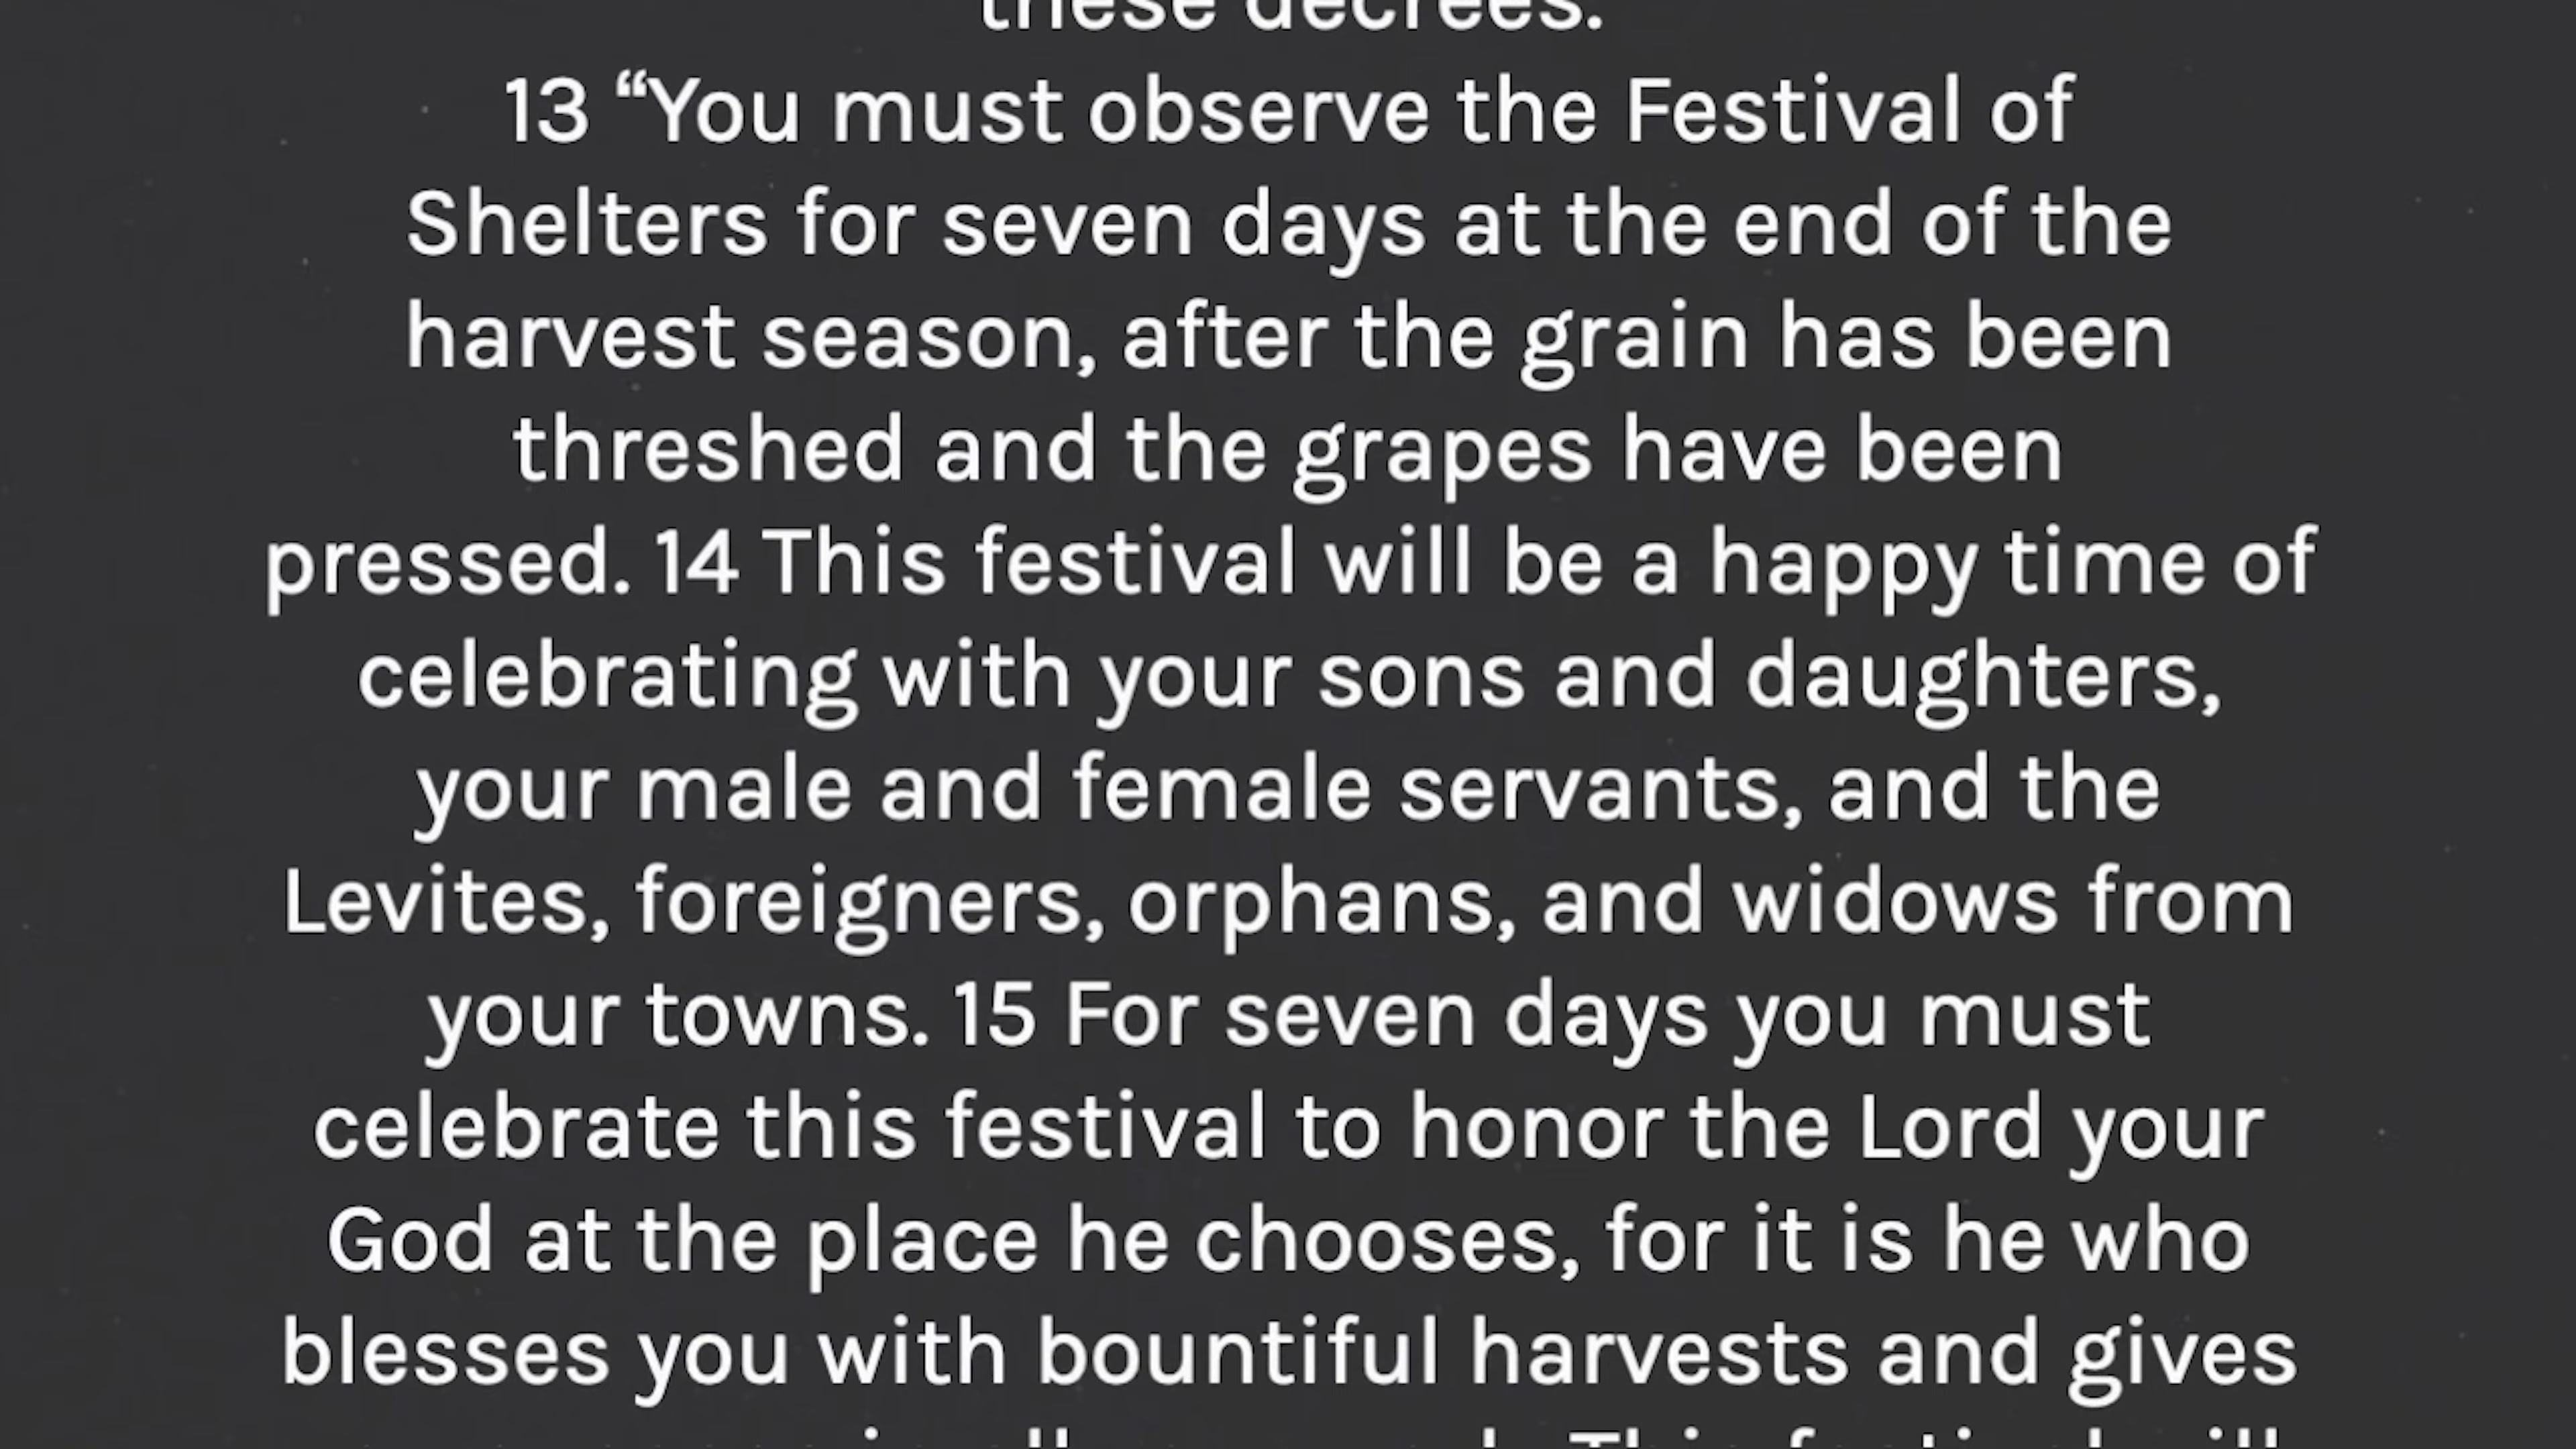 these decrees.
13 “You must observe the Festival of
Shelters for seven days at the end of the
harvest season, after the grain has been
threshed and the grapes have been
pressed. 14 This festival will be a happy time of
celebrating with your sons and daughters,
your male and female servants, and the
Levites, foreigners, orphans, and widows from
your towns. 15 For seven days you must
celebrate this festival to honor the Lord your
God at the place he chooses, for it is he who
blesses you with bountiful harvests and gives